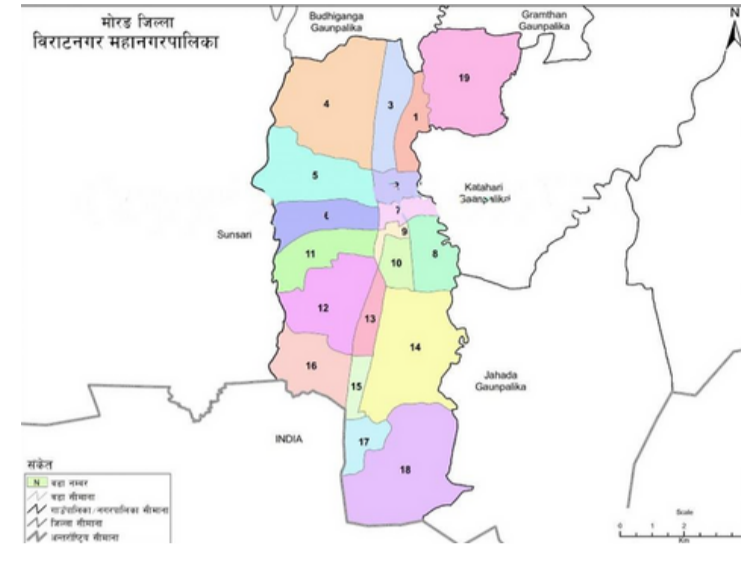 मोरङ जिल्ला
विराटनगर महानगरपालिका
Budhiganga
Gaunpalika
Gramthan
Gaunpalika
N
19
4
3
1
5
2
Katahari
Gaunpalika
6
7
Sunsari
9
11
10
8
12
13
14
16
15
Jahada
Gaunpalika
INDIA
17
18
संकेत
N वडा नम्बर
वडा सीमाना
गाउँपालिका/नगरपालिका सीमाना
जिल्ला सीमाना
अन्तर्राष्ट्रिय सीमाना
Scale
0 1 2
Km